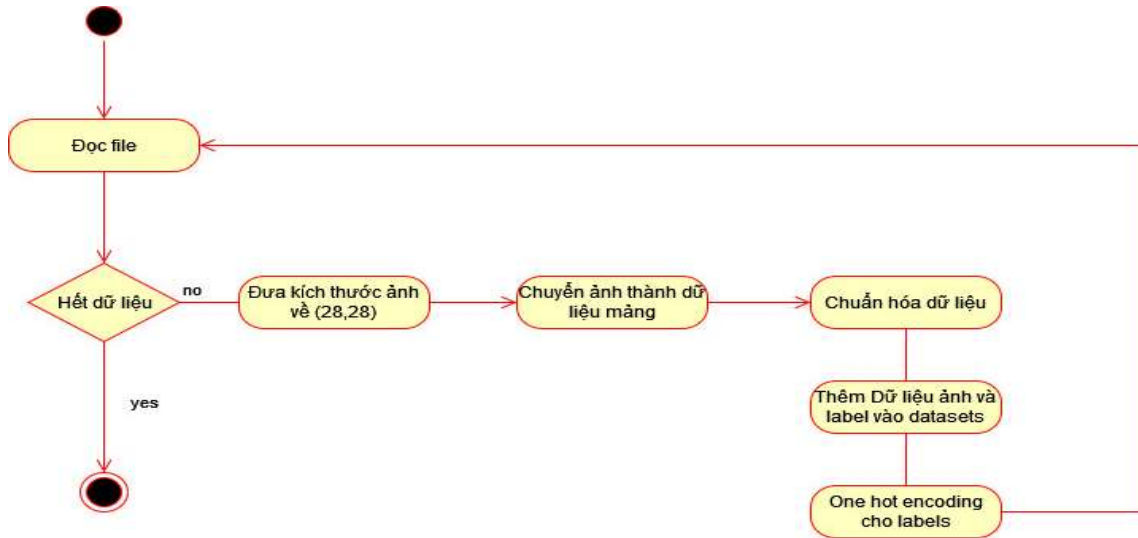 Đọc file
Hết dữ liệu
no
Đưa kích thước ảnh
về (28,28)
Chuyển ảnh thành dữ
liệu mảng
Chuẩn hóa dữ liệu
yes
Thêm Dữ liệu ảnh và
label vào datasets
One hot encoding
cho labels